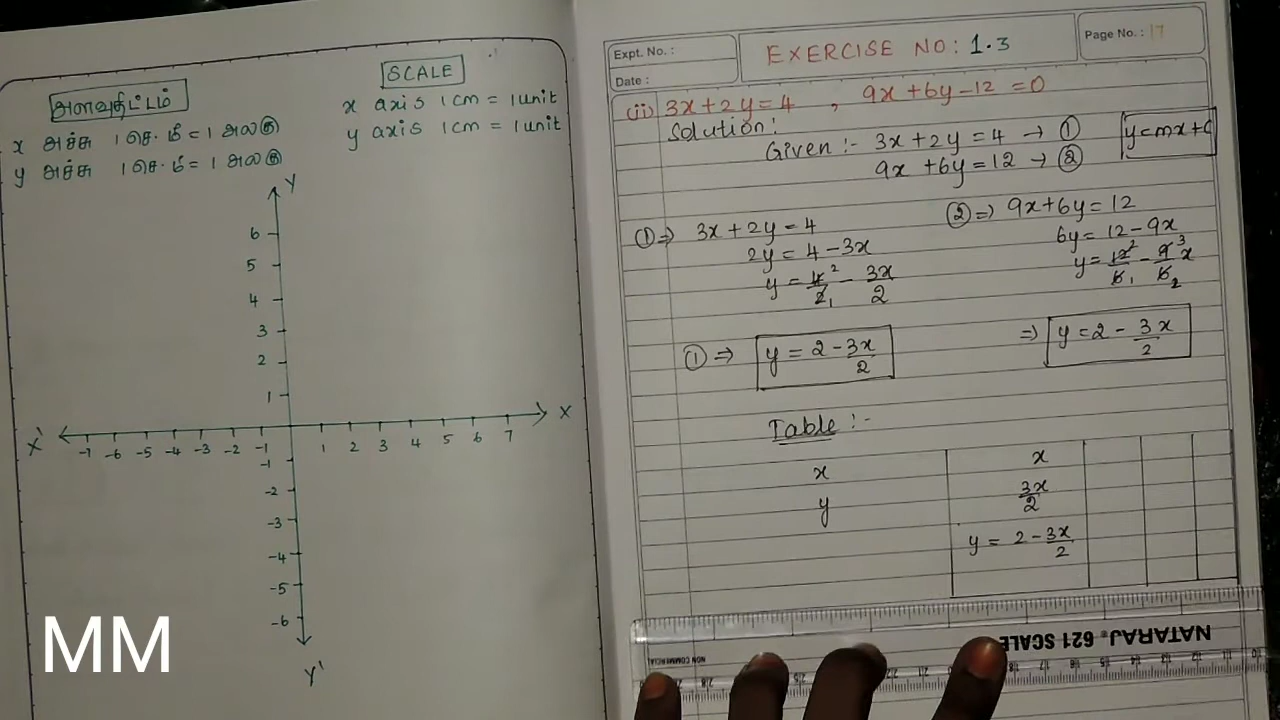 அளவுதிட்டம்
x அச்சு 1 செ.மீ = 1 அலகு
y அச்சு 1 செ.மீ = 1 அலகு
SCALE
x axis 1cm = 1unit
y axis 1cm = 1unit
Y
6
5
4
3
2
1
X' -7 -6 -5 -4 -3 -2 -1 1 2 3 4 5 6 7 X
-1
-2
-3
-4
-5
-6
Y'
MM
Expt. No. :
Date :
EXERCISE NO: 1.3
Page No. : 17
(ii) 3x+2y=4 , 9x+6y-12=0
Solution:
Given :- 3x+2y=4 → ①
9x+6y=12 → ②
y=mx+c
①⇒ 3x+2y=4
2y=4-3x
y=4/2 - 3x/2
①⇒ y=2-3x/2
②⇒ 9x+6y=12
6y=12-9x
y=12/6 - 9x/6
⇒ y=2-3x/2
Table :-
x x
y 3x/2
y=2-3x/2
NATARAJ 621 SCALE
NON COMMERCIAL